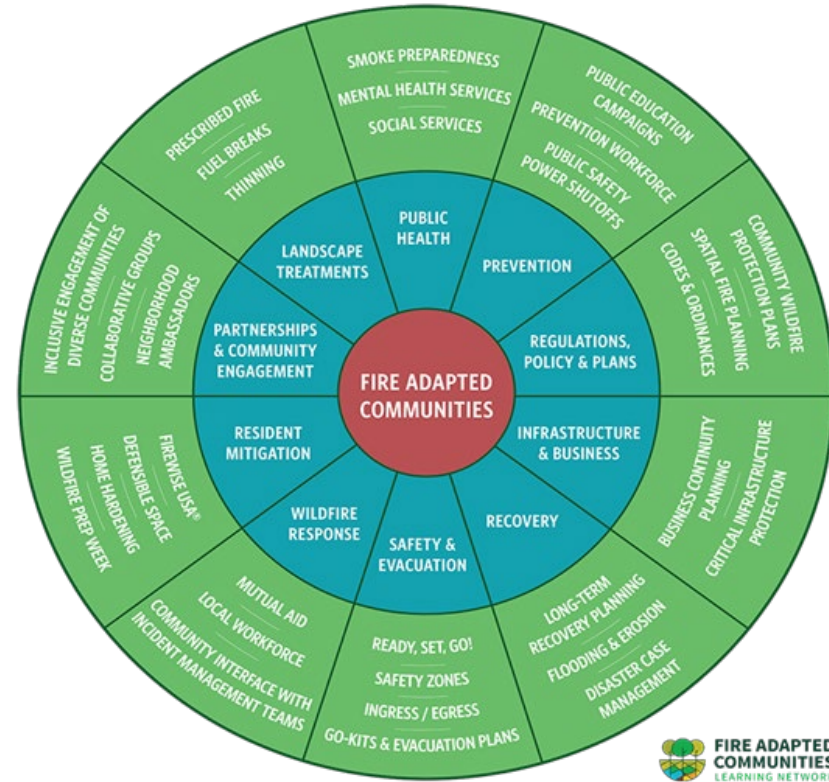 FIRE ADAPTED
COMMUNITIES
PUBLIC
HEALTH
SMOKE PREPAREDNESS
MENTAL HEALTH SERVICES
SOCIAL SERVICES
PREVENTION
PUBLIC EDUCATION
CAMPAIGNS
PREVENTION WORKFORCE
PUBLIC SAFETY
POWER SHUTOFFS
REGULATIONS,
POLICY & PLANS
COMMUNITY WILDFIRE
PROTECTION PLANS
SPATIAL FIRE PLANNING
CODES & ORDINANCES
INFRASTRUCTURE
& BUSINESS
BUSINESS CONTINUITY
PLANNING
CRITICAL INFRASTRUCTURE
PROTECTION
RECOVERY
LONG-TERM
RECOVERY PLANNING
FLOODING & EROSION
DISASTER CASE
MANAGEMENT
SAFETY &
EVACUATION
READY, SET, GO!
SAFETY ZONES
INGRESS / EGRESS
GO-KITS & EVACUATION PLANS
WILDFIRE
RESPONSE
MUTUAL AID
LOCAL WORKFORCE
COMMUNITY INTERFACE WITH
INCIDENT MANAGEMENT TEAMS
RESIDENT
MITIGATION
FIREWISE USA®
DEFENSIBLE SPACE
HOME HARDENING
WILDFIRE PREP WEEK
PARTNERSHIPS
& COMMUNITY
ENGAGEMENT
INCLUSIVE ENGAGEMENT OF
DIVERSE COMMUNITIES
COLLABORATIVE GROUPS
NEIGHBORHOOD
AMBASSADORS
LANDSCAPE
TREATMENTS
PRESCRIBED FIRE
FUEL BREAKS
THINNING
FIRE ADAPTED
COMMUNITIES
LEARNING NETWORK